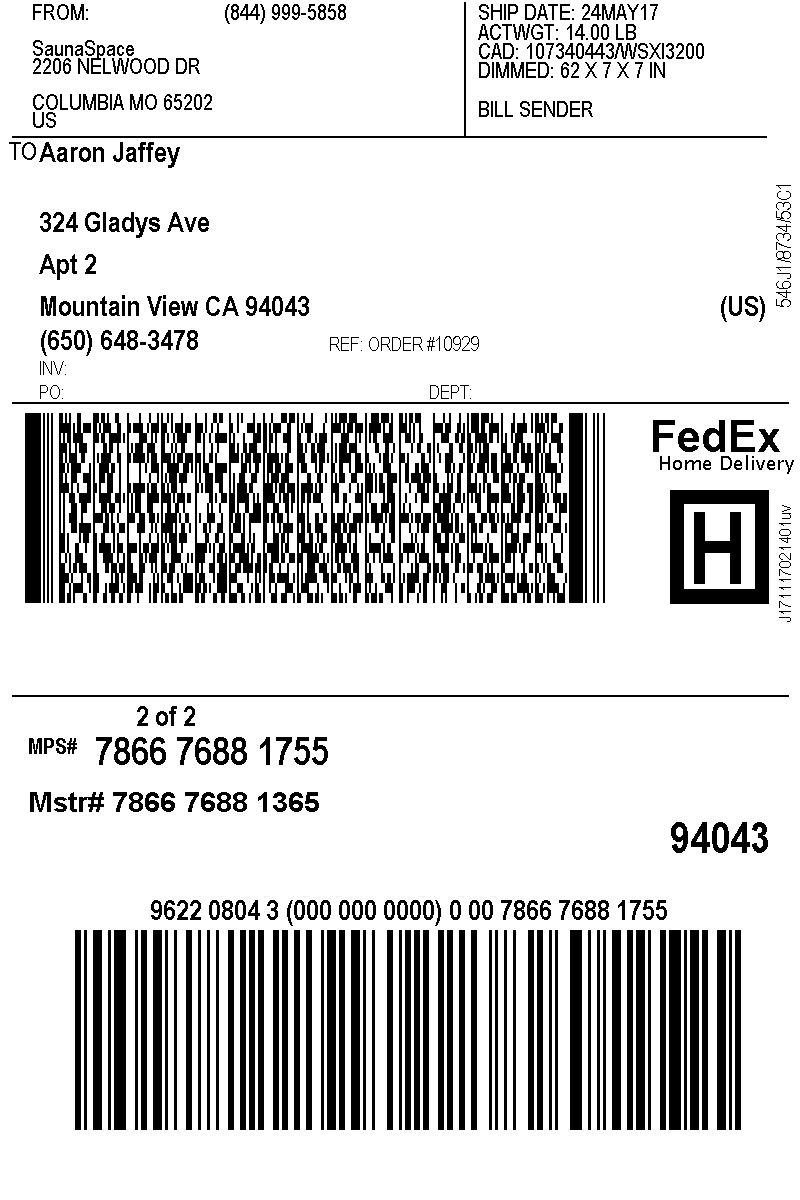 FROM: (844) 999-5858
SaunaSpace
2206 NELWOOD DR
COLUMBIA MO 65202
US
SHIP DATE: 24MAY17
ACTWGT: 14.00 LB
CAD: 107340443/WSXI3200
DIMMED: 62 X 7 X 7 IN
BILL SENDER
TO Aaron Jaffey
324 Gladys Ave
Apt 2
Mountain View CA 94043 (US)
(650) 648-3478 REF: ORDER #10929
INV:
PO: DEPT:
546J1/8734/53C1
FedEx
Home Delivery
H
J171117021401uv
2 of 2
MPS# 7866 7688 1755
Mstr# 7866 7688 1365
94043
9622 0804 3 (000 000 0000) 0 00 7866 7688 1755